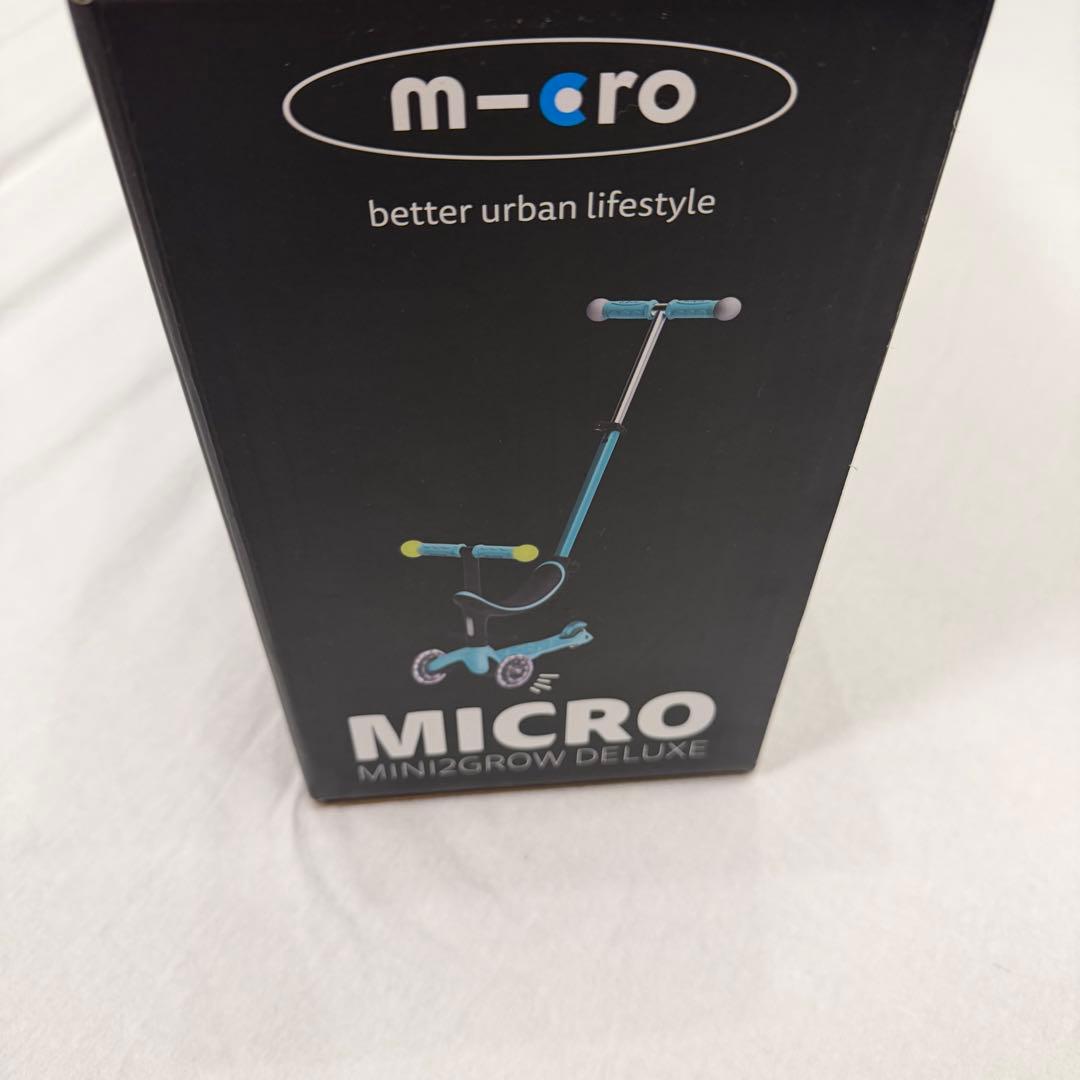 m-cro
better urban lifestyle
MICRO
MINI2GROW DELUXE